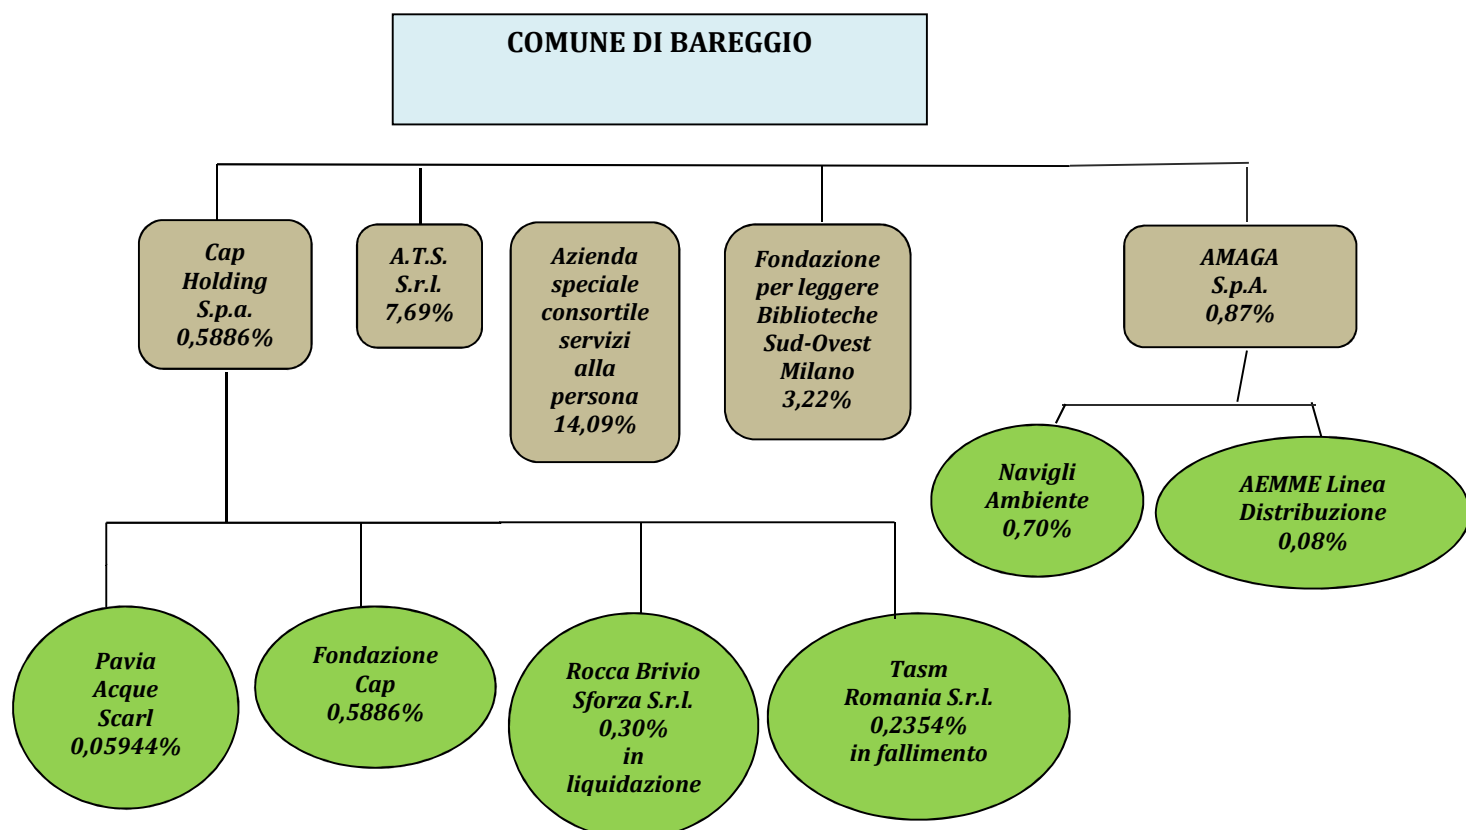 COMUNE DI BAREGGIO
Cap
Holding
S.p.a.
0,5886%
A.T.S.
S.r.l.
7,69%
Azienda
speciale
consortile
servizi
alla
persona
14,09%
Fondazione
per leggere
Biblioteche
Sud-Ovest
Milano
3,22%
AMAGA
S.p.A.
0,87%
Navigli
Ambiente
0,70%
AEMME Linea
Distribuzione
0,08%
Pavia
Acque
Scarl
0,05944%
Fondazione
Cap
0,5886%
Rocca Brivio
Sforza S.r.l.
0,30%
in
liquidazione
Tasm
Romania S.r.l.
0,2354%
in fallimento